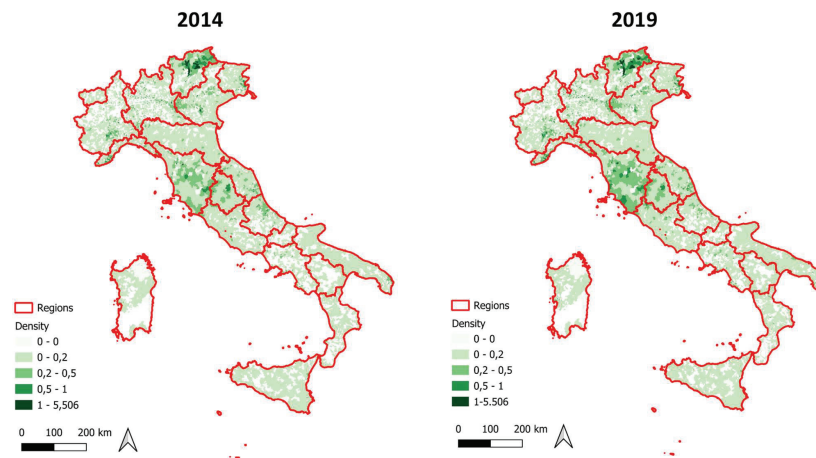 2014
Regions
Density
0 - 0
0 - 0,2
0,2 - 0,5
0,5 - 1
1 - 5,506
0 100 200 km
2019
Regions
Density
0 - 0
0 - 0,2
0,2 - 0,5
0,5 - 1
1-5.506
0 100 200 km